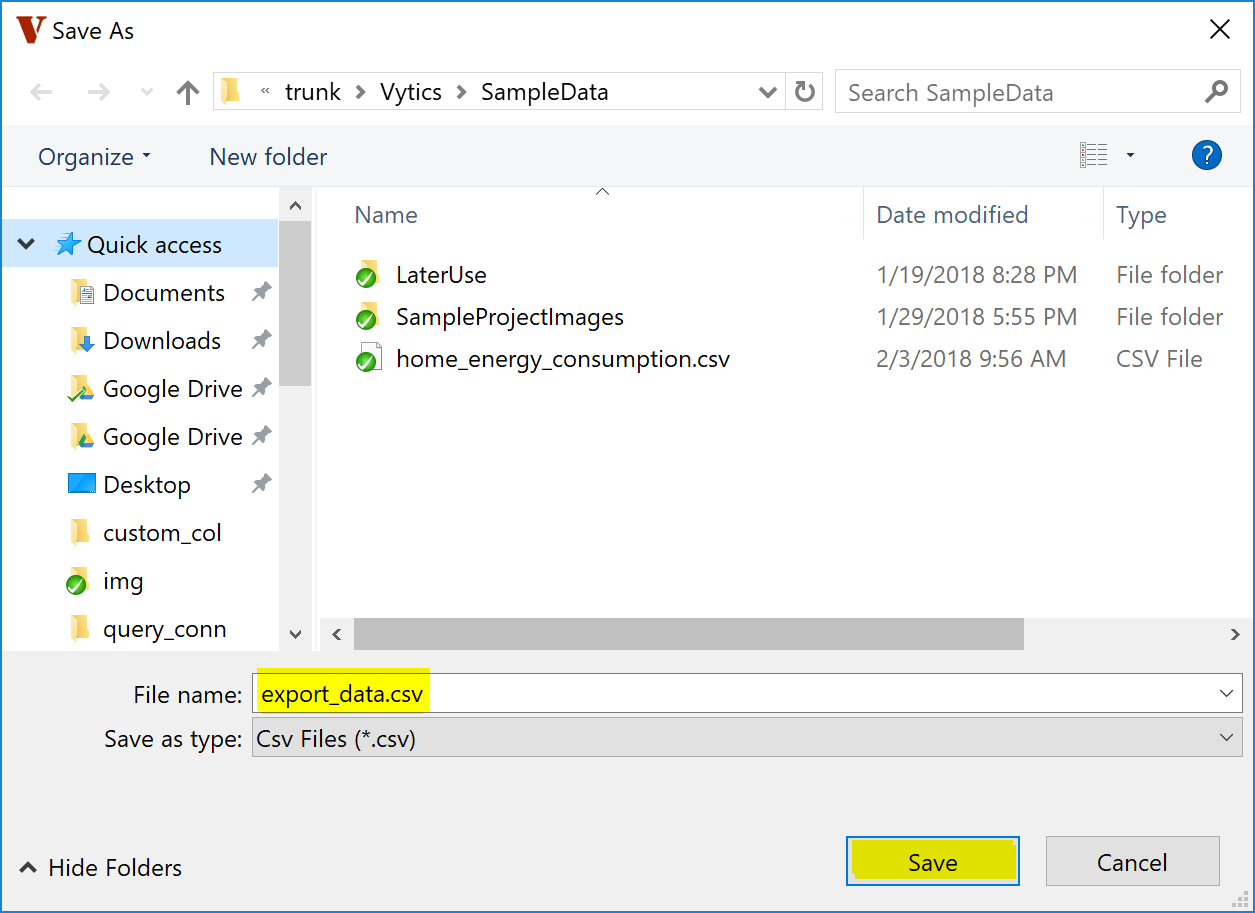 Save As
« trunk > Vytics > SampleData
Search SampleData
Organize
New folder
?
Name
Date modified
Type
Quick access
Documents
Downloads
Google Drive
Google Drive
Desktop
custom_col
img
query_conn
LaterUse 1/19/2018 8:28 PM File folder
SampleProjectImages 1/29/2018 5:55 PM File folder
home_energy_consumption.csv 2/3/2018 9:56 AM CSV File
File name: export_data.csv
Save as type: Csv Files (*.csv)
Hide Folders
Save
Cancel